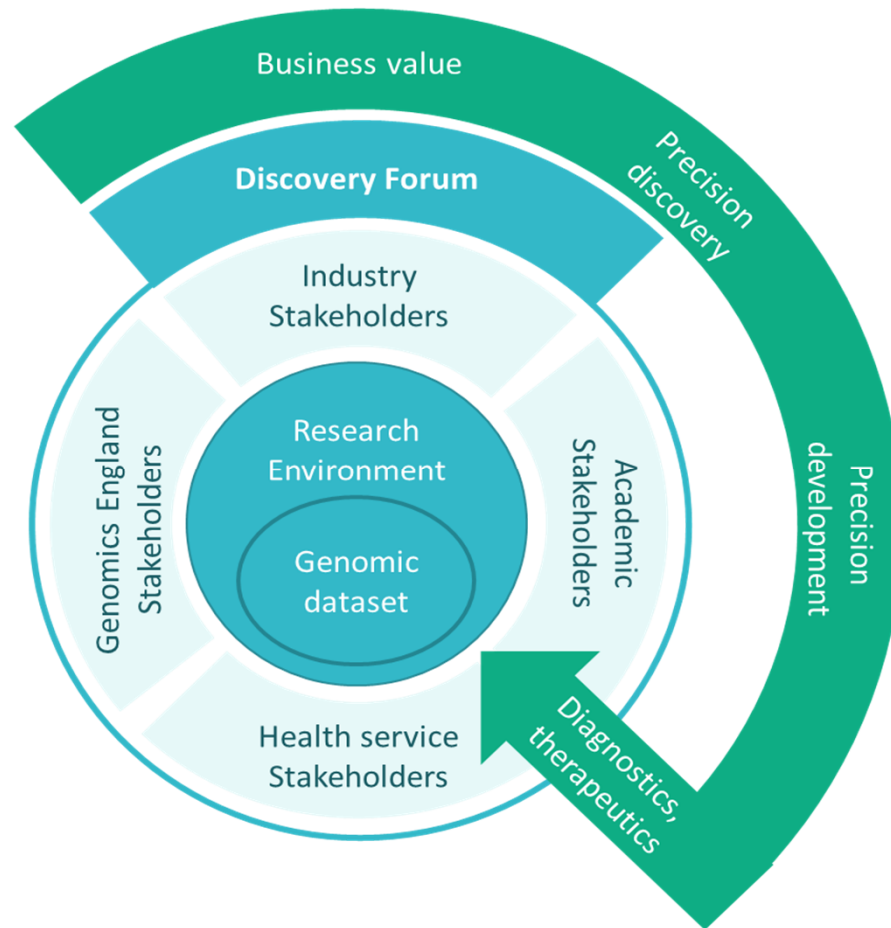 Business value
Precision
discovery
Precision
development
Diagnostics,
therapeutics
Discovery Forum
Industry
Stakeholders
Genomics England
Stakeholders
Academic
Stakeholders
Health service
Stakeholders
Research
Environment
Genomic
dataset